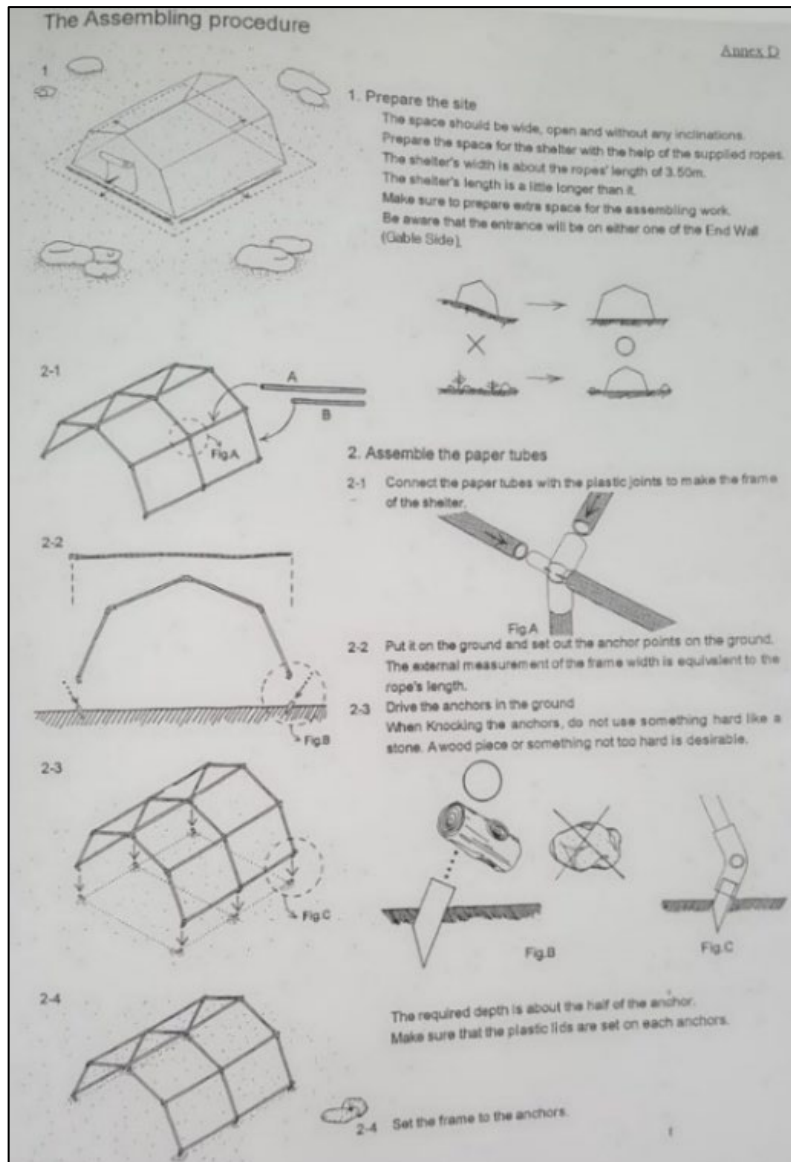 The Assembling procedure
Annex D
1
1. Prepare the site
The space should be wide, open and without any inclinations.
Prepare the space for the shelter with the help of the supplied ropes.
The shelter's width is about the ropes' length of 3.50m.
The shelter's length is a little longer than it.
Make sure to prepare extra space for the assembling work.
Be aware that the entrance will be on either one of the End Wall
(Gable Side).
2-1
A
B
Fig.A
2. Assemble the paper tubes
2-1 Connect the paper tubes with the plastic joints to make the frame
of the shelter.
Fig.A
2-2
Fig.B
2-2 Put it on the ground and set out the anchor points on the ground.
The external measurement of the frame width is equivalent to the
rope's length.
2-3 Drive the anchors in the ground
When Knocking the anchors, do not use something hard like a
stone. A wood piece or something not too hard is desirable.
2-3
Fig.C
Fig.B
Fig.C
The required depth is about the half of the anchor.
Make sure that the plastic lids are set on each anchors.
2-4
2-4 Set the frame to the anchors.